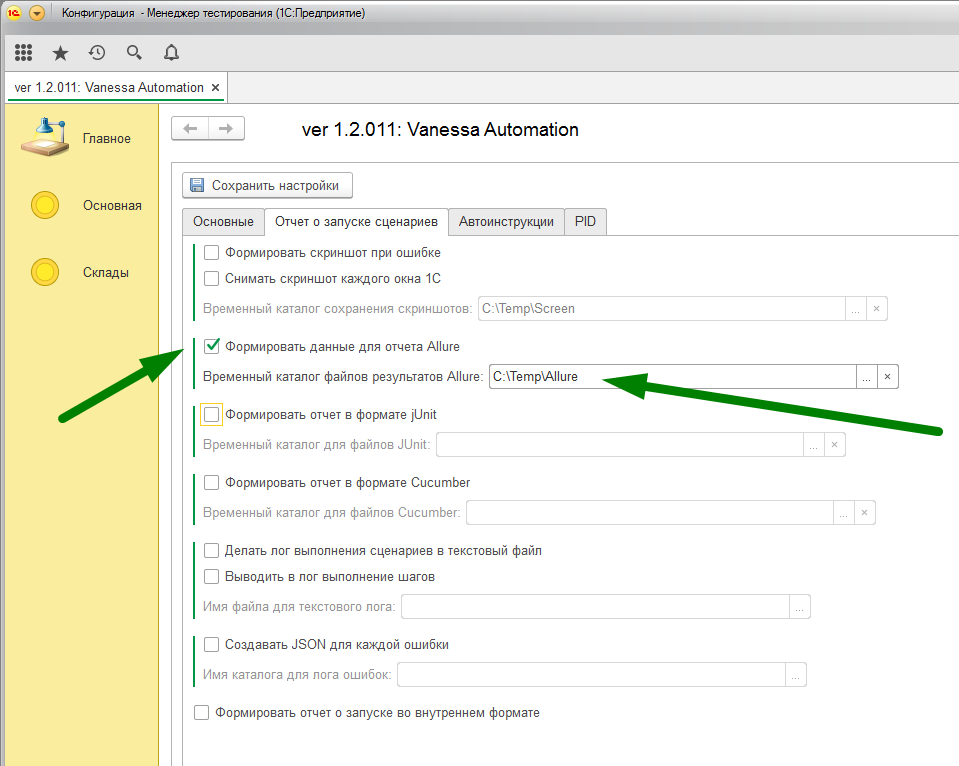 Конфигурация - Менеджер тестирования (1С:Предприятие)
ver 1.2.011: Vanessa Automation ×
Главное
Основная
Склады
ver 1.2.011: Vanessa Automation
Сохранить настройки
Основные Отчет о запуске сценариев Автоинструкции PID
Формировать скриншот при ошибке
Снимать скриншот каждого окна 1С
Временный каталог сохранения скриншотов: C:\Temp\Screen ... ×
Формировать данные для отчета Allure
Временный каталог файлов результатов Allure: C:\Temp\Allure ... ×
Формировать отчет в формате jUnit
Временный каталог для файлов JUnit: ... ×
Формировать отчет в формате Cucumber
Временный каталог для файлов Cucumber: ... ×
Делать лог выполнения сценариев в текстовый файл
Выводить в лог выполнение шагов
Имя файла для текстового лога: ...
Создавать JSON для каждой ошибки
Имя каталога для лога ошибок: ...
Формировать отчет о запуске во внутреннем формате